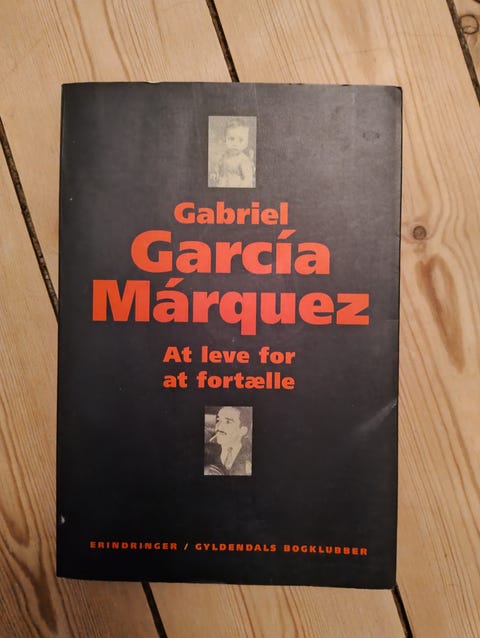 Gabriel
García
Márquez
At leve for
at fortælle
ERINDRINGER / GYLDENDALS BOGKLUBBER